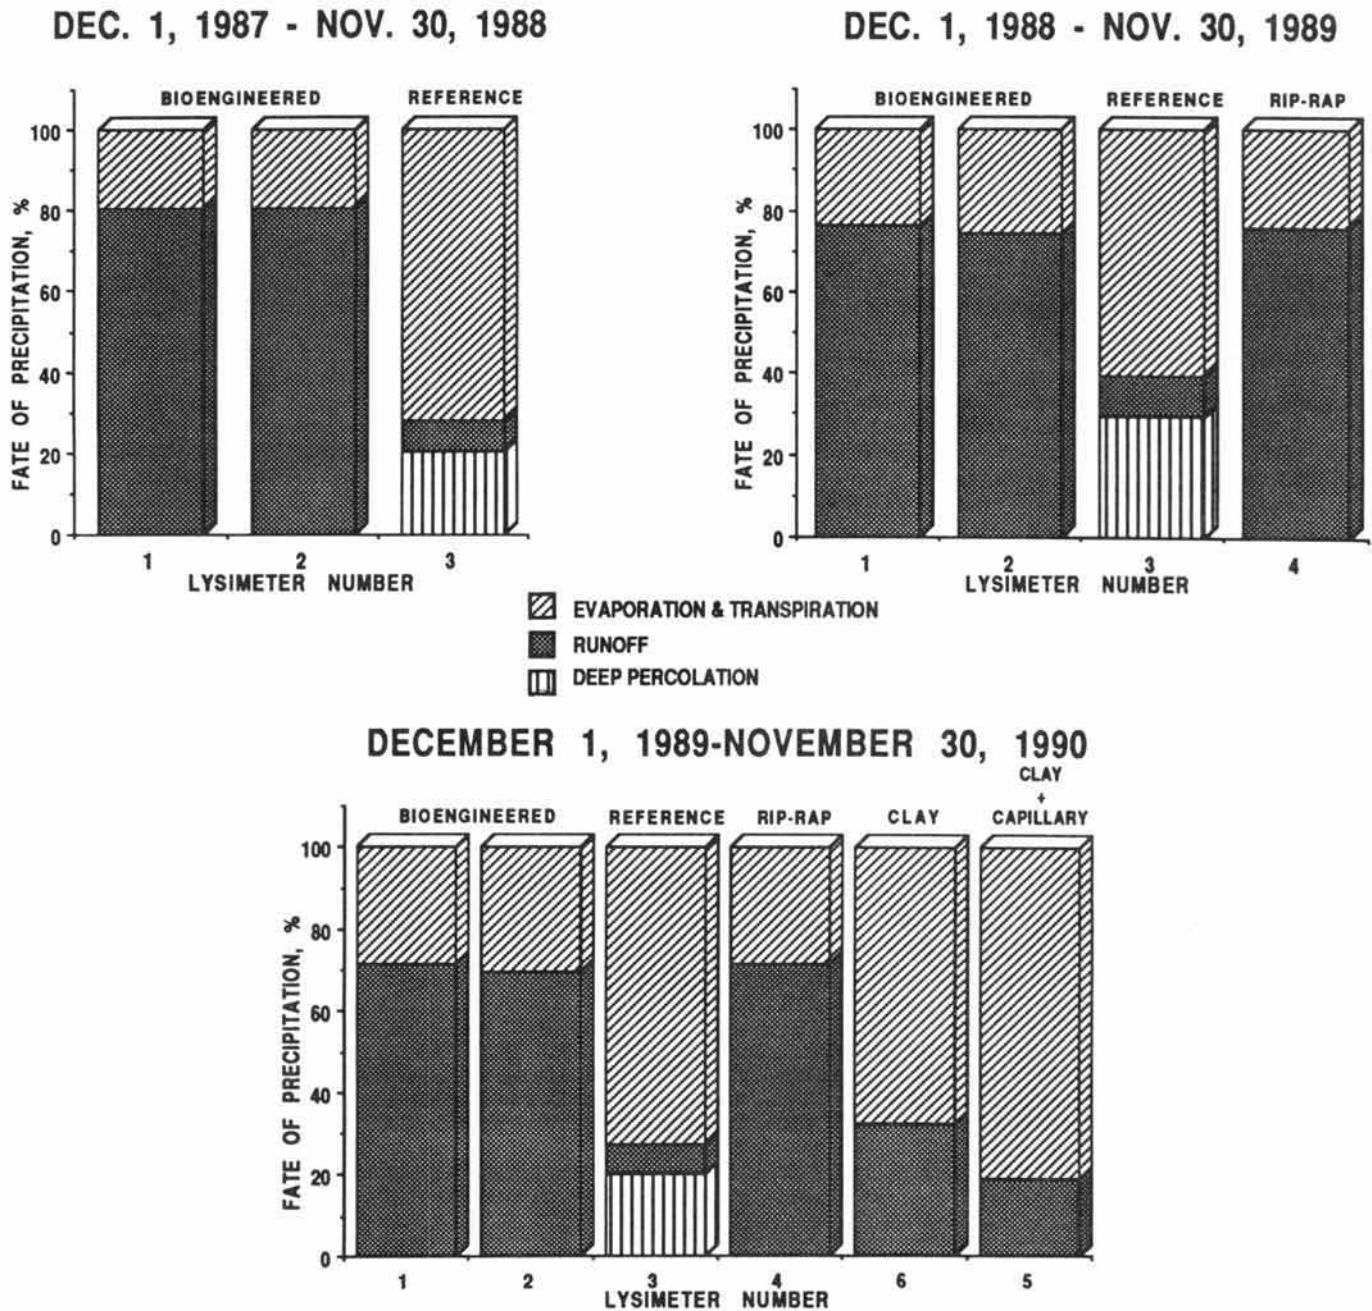 DEC. 1, 1987 - NOV. 30, 1988
BIOENGINEERED REFERENCE
100
80
60
40
20
0
FATE OF PRECIPITATION, %
1 2 3
LYSIMETER NUMBER
DEC. 1, 1988 - NOV. 30, 1989
BIOENGINEERED REFERENCE RIP-RAP
100
80
60
40
20
0
FATE OF PRECIPITATION, %
1 2 3 4
LYSIMETER NUMBER
EVAPORATION & TRANSPIRATION
RUNOFF
DEEP PERCOLATION
DECEMBER 1, 1989-NOVEMBER 30, 1990
CLAY
+
BIOENGINEERED REFERENCE RIP-RAP CLAY CAPILLARY
100
80
60
40
20
0
FATE OF PRECIPITATION, %
1 2 3 4 6 5
LYSIMETER NUMBER